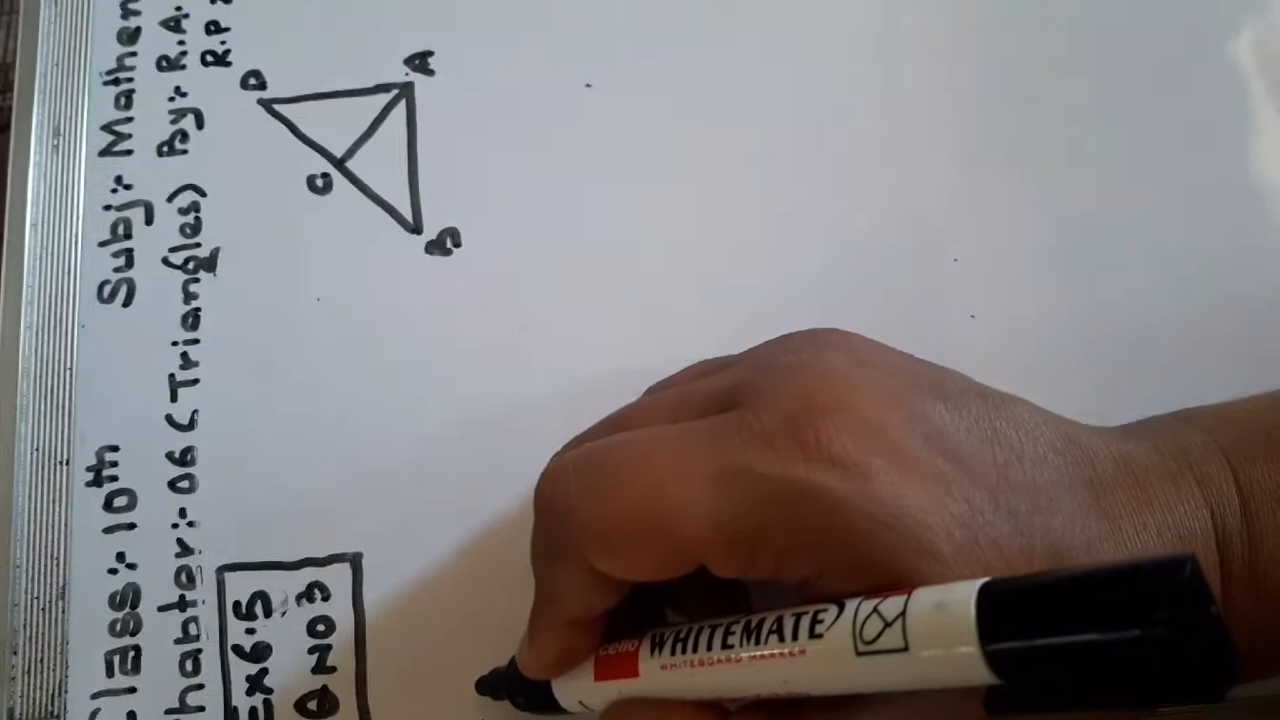 Class:- 10th Subj:- Mathem
Chapter:- 06 (Triangles) By:- R.A.
R.P
Ex 6.5
Q NO 3
D
A
C
B
cello WHITEMATE
WHITEBOARD MARKER